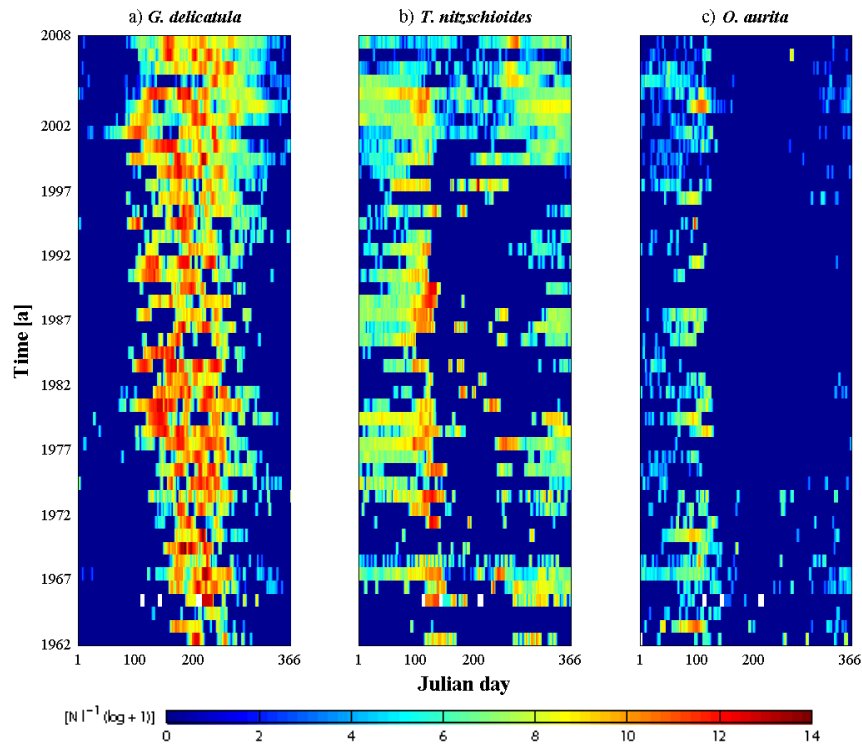 a) G. delicatula
b) T. nitzschioides
c) O. aurita
Time [a]
2008
2002
1997
1992
1987
1982
1977
1972
1967
1962
1 100 200 366
1 100 200 366
1 100 200 366
Julian day
[N l⁻¹ (log + 1)]
0 2 4 6 8 10 12 14